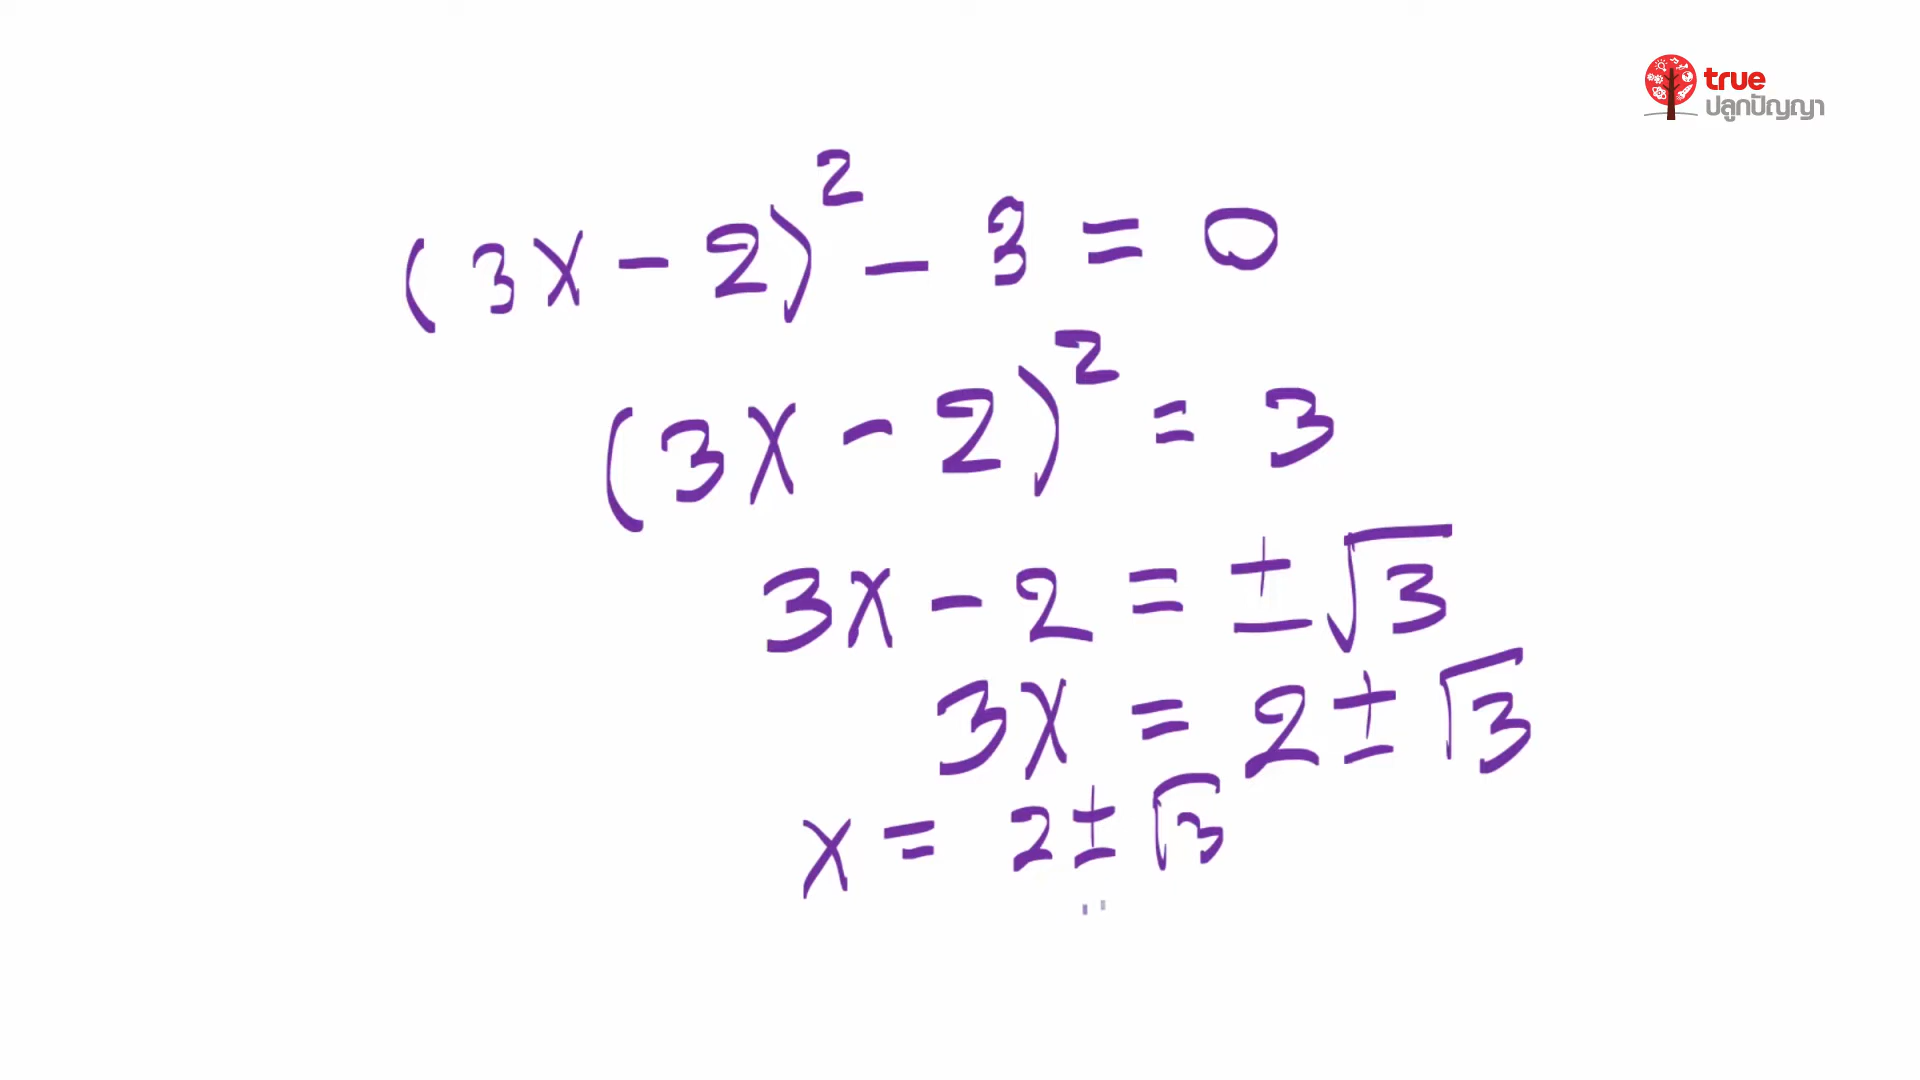 true
ปลูกปัญญา
(3x - 2)² - 3 = 0
(3x - 2)² = 3
3x - 2 = ±√3
3x = 2 ± √3
x = 2 ± √3